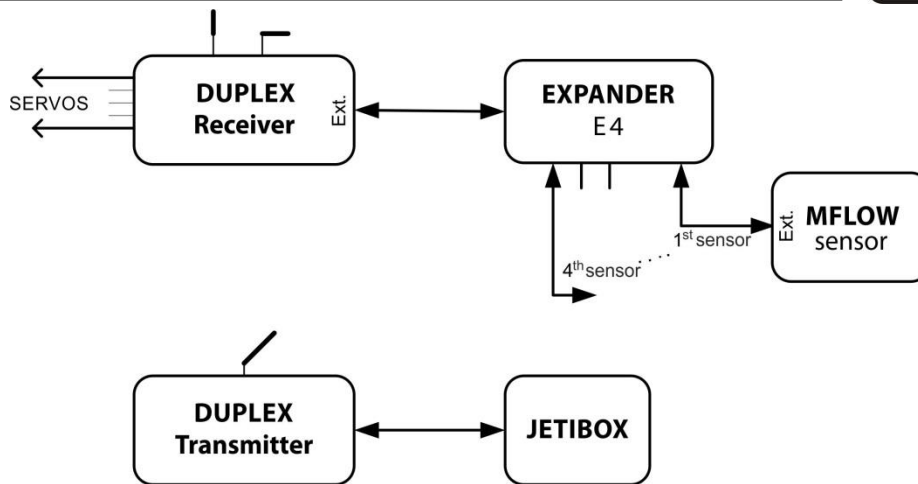 SERVOS
DUPLEX
Receiver
Ext.
EXPANDER
E4
1st sensor
4th sensor
Ext.
MFLOW
sensor
DUPLEX
Transmitter
JETIBOX